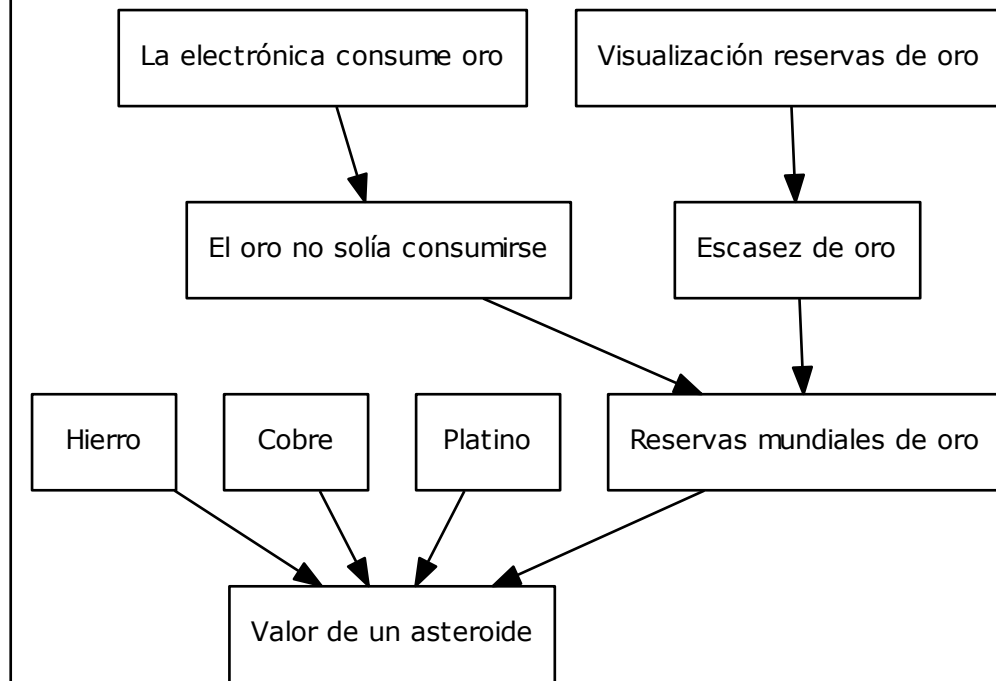 La electrónica consume oro
Visualización reservas de oro
El oro no solía consumirse
Escasez de oro
Hierro
Cobre
Platino
Reservas mundiales de oro
Valor de un asteroide